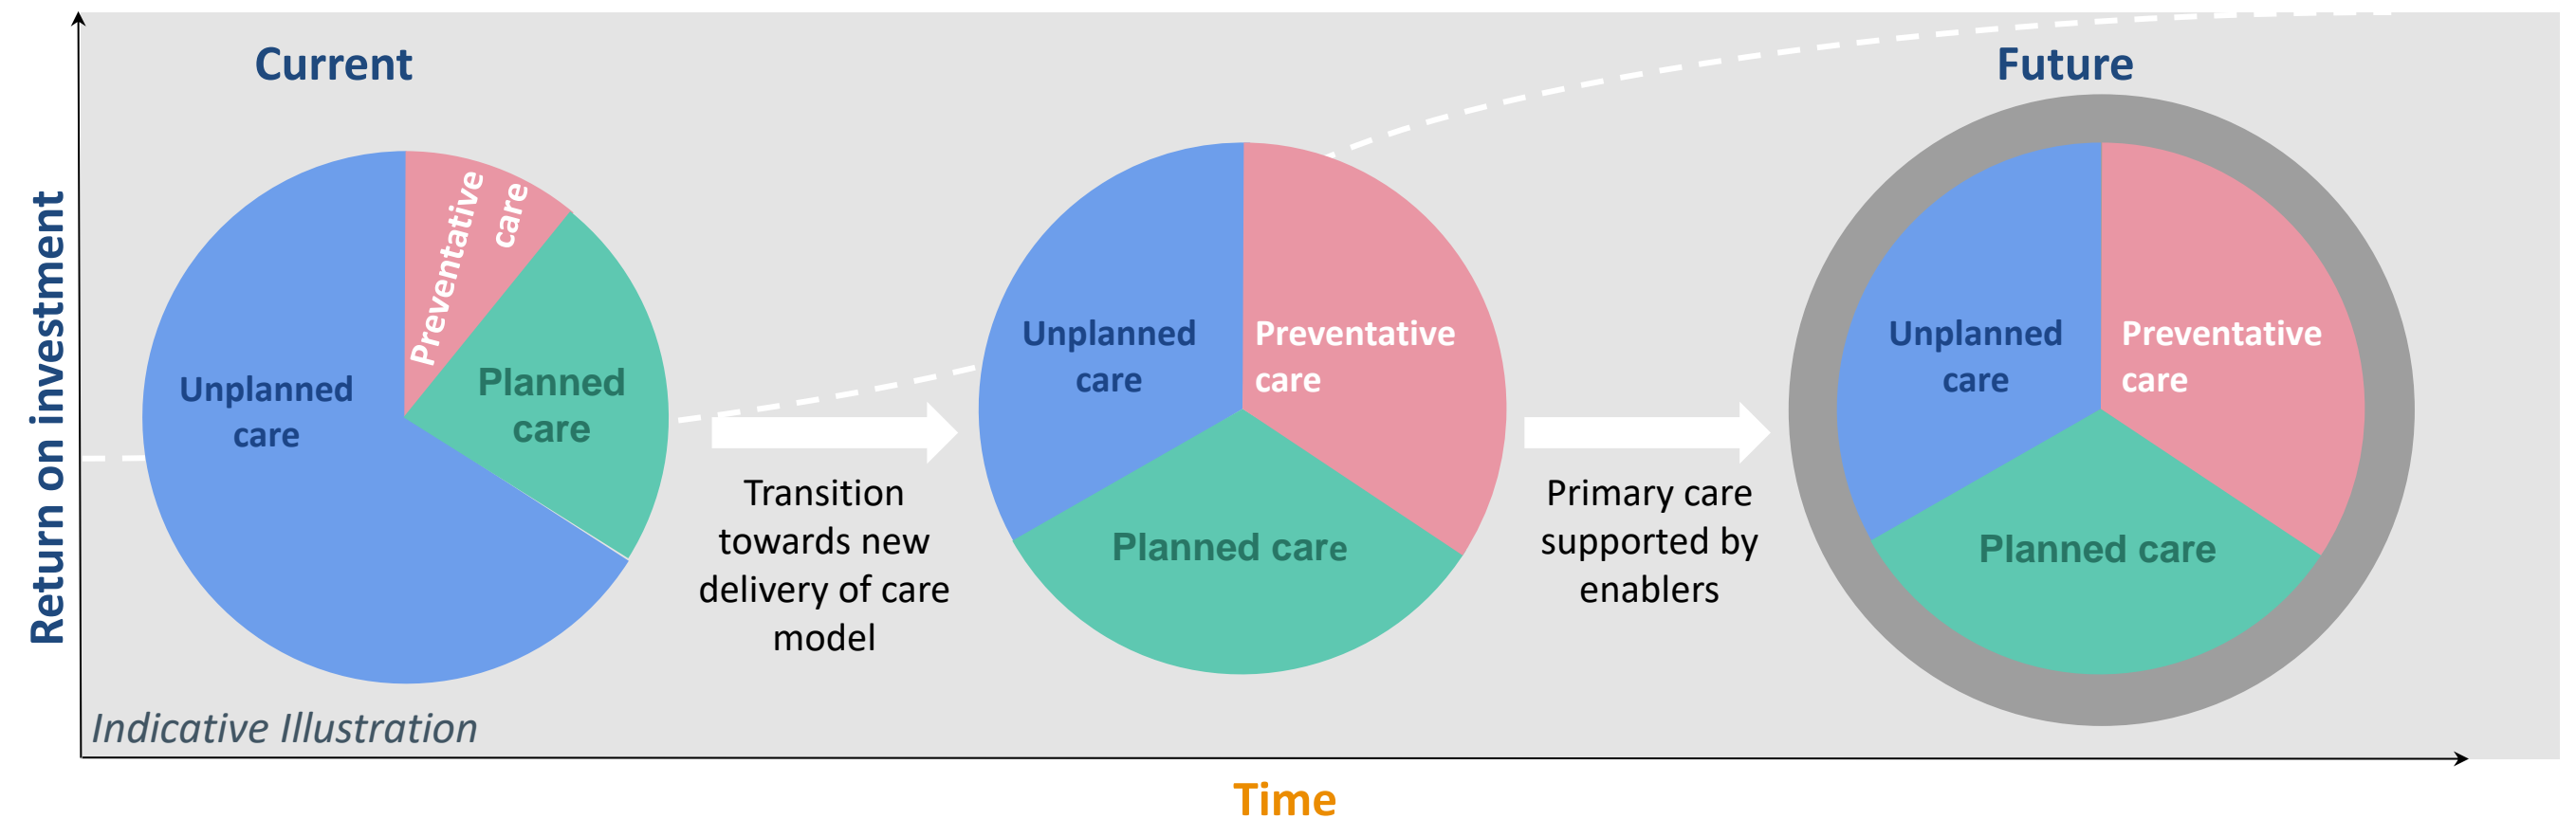 Current
Future
Return on investment
Preventative
care
Unplanned
care
Planned
care
Transition
towards new
delivery of care
model
Unplanned
care
Preventative
care
Planned care
Primary care
supported by
enablers
Unplanned
care
Preventative
care
Planned care
Indicative Illustration
Time